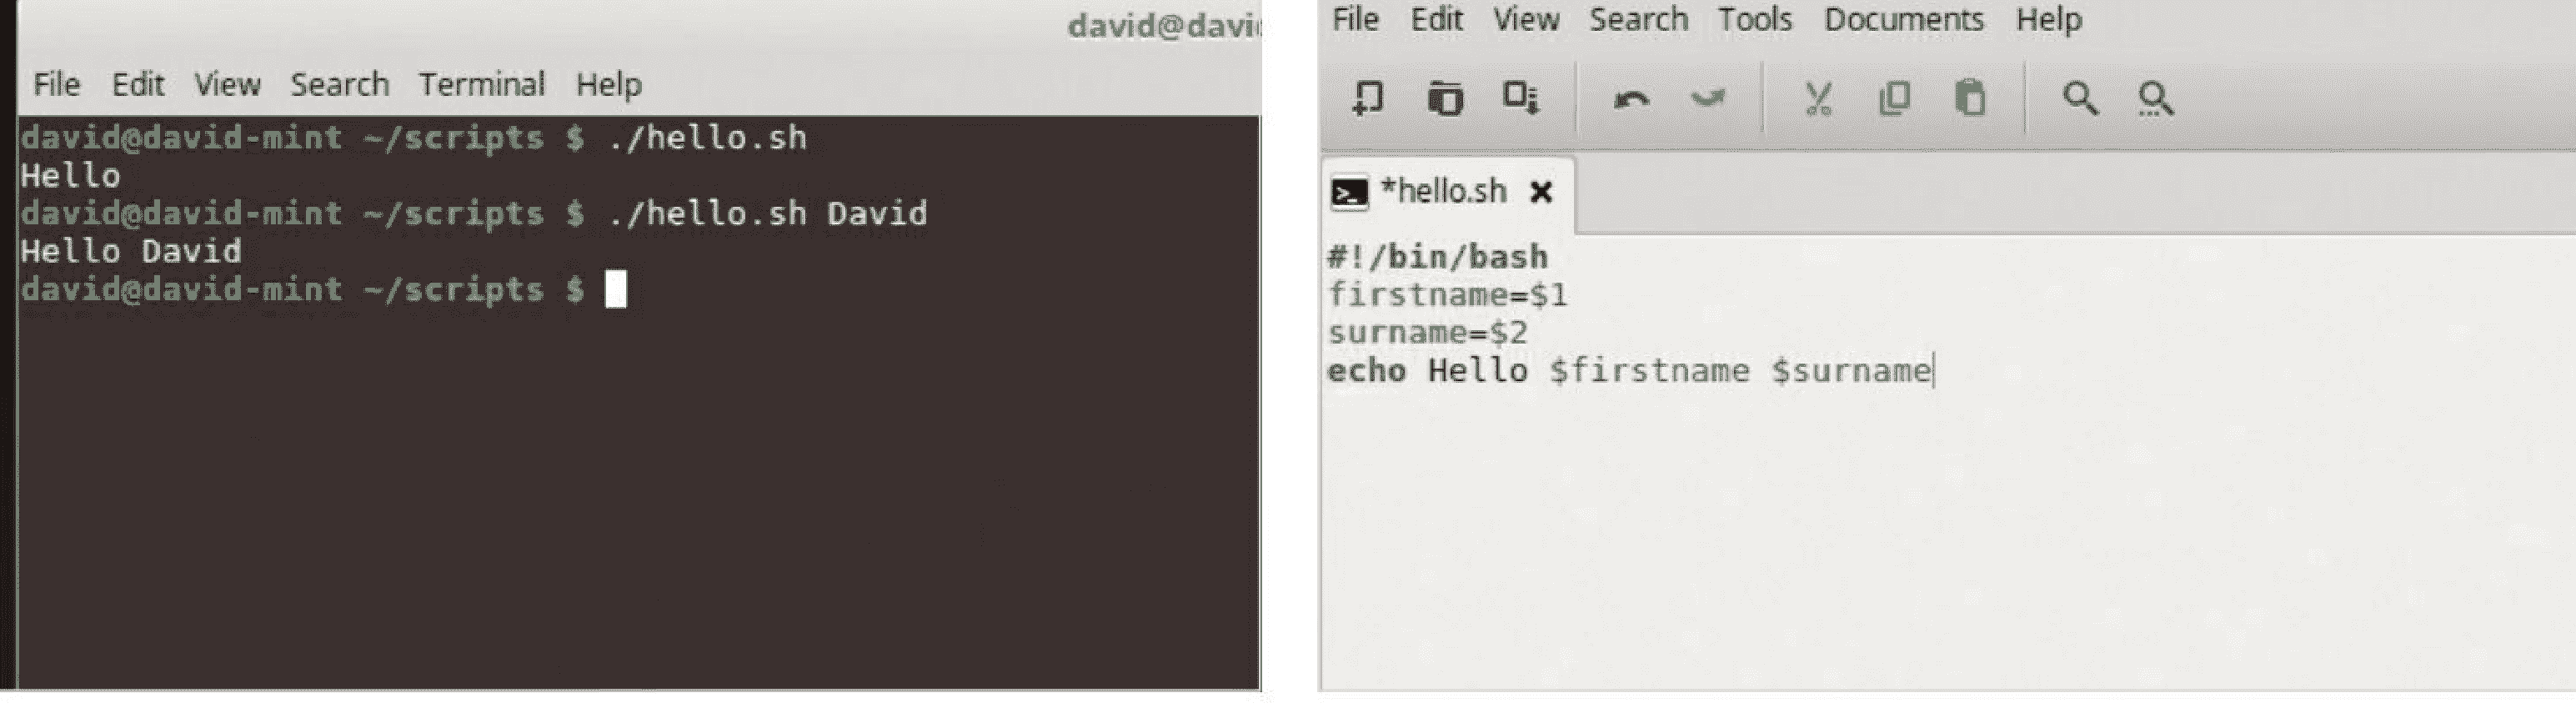 david@davi
File Edit View Search Terminal Help
david@david-mint ~/scripts $ ./hello.sh
Hello
david@david-mint ~/scripts $ ./hello.sh David
Hello David
david@david-mint ~/scripts $
File Edit View Search Tools Documents Help
*hello.sh
#!/bin/bash
firstname=$1
surname=$2
echo Hello $firstname $surname